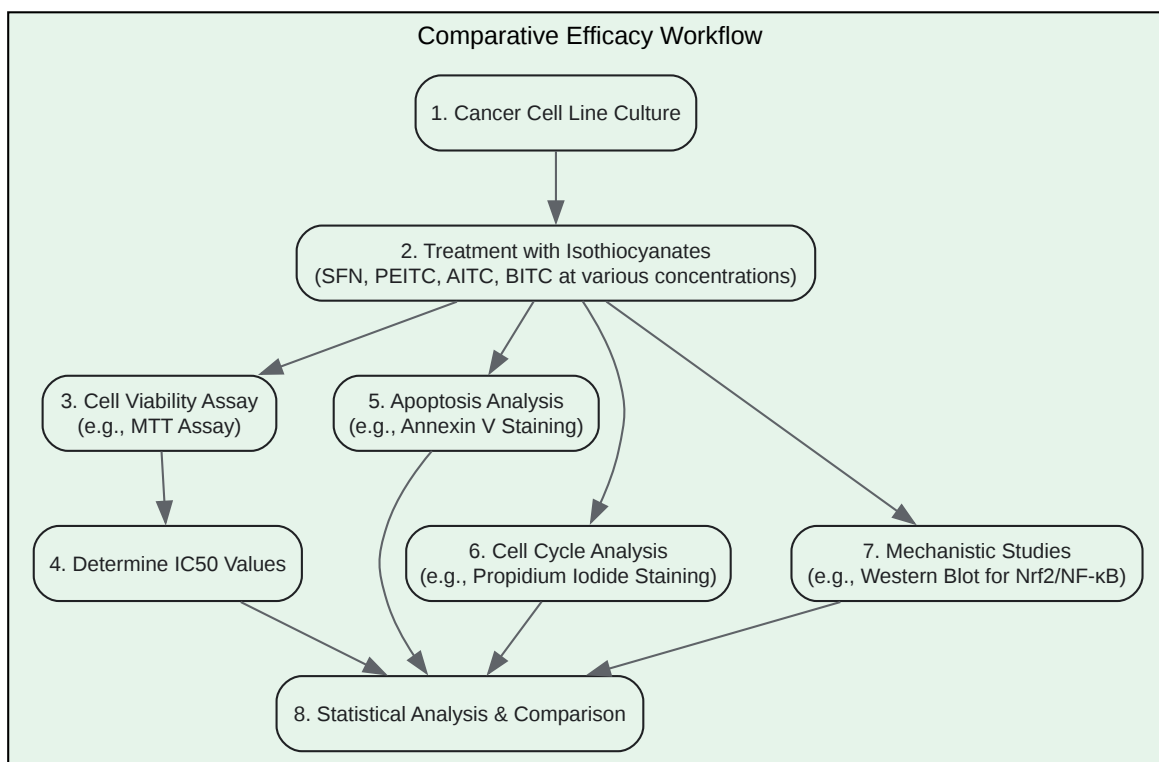 Comparative Efficacy Workflow
1. Cancer Cell Line Culture
2. Treatment with Isothiocyanates
(SFN, PEITC, AITC, BITC at various concentrations)
3. Cell Viability Assay
(e.g., MTT Assay)
5. Apoptosis Analysis
(e.g., Annexin V Staining)
4. Determine IC50 Values
6. Cell Cycle Analysis
(e.g., Propidium Iodide Staining)
7. Mechanistic Studies
(e.g., Western Blot for Nrf2/NF-κB)
8. Statistical Analysis & Comparison